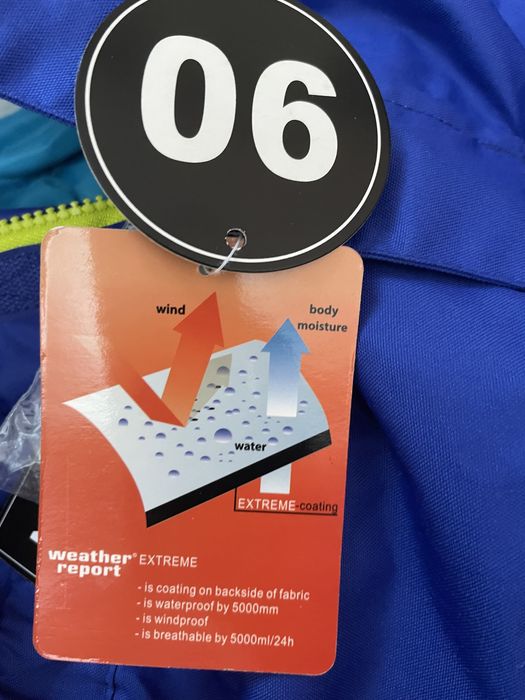 06
wind
body
moisture
water
EXTREME-coating
weather® EXTREME
report
- is coating on backside of fabric
- is waterproof by 5000mm
- is windproof
- is breathable by 5000ml/24h